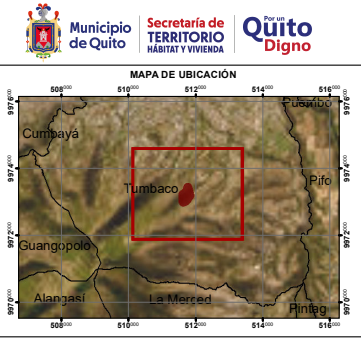 Municipio
de Quito
Secretaría de
TERRITORIO
HÁBITAT Y VIVIENDA
Por un
Quito
Digno
MAPA DE UBICACIÓN
508000 510000 512000 514000 516000
9976000 9976000
Puembo
Cumbayá
9974000 9974000
Tumbaco
Pifo
9972000 9972000
Guangopolo
Alangasí
La Merced
Pintag
9970000 9970000
508000 510000 512000 514000 516000